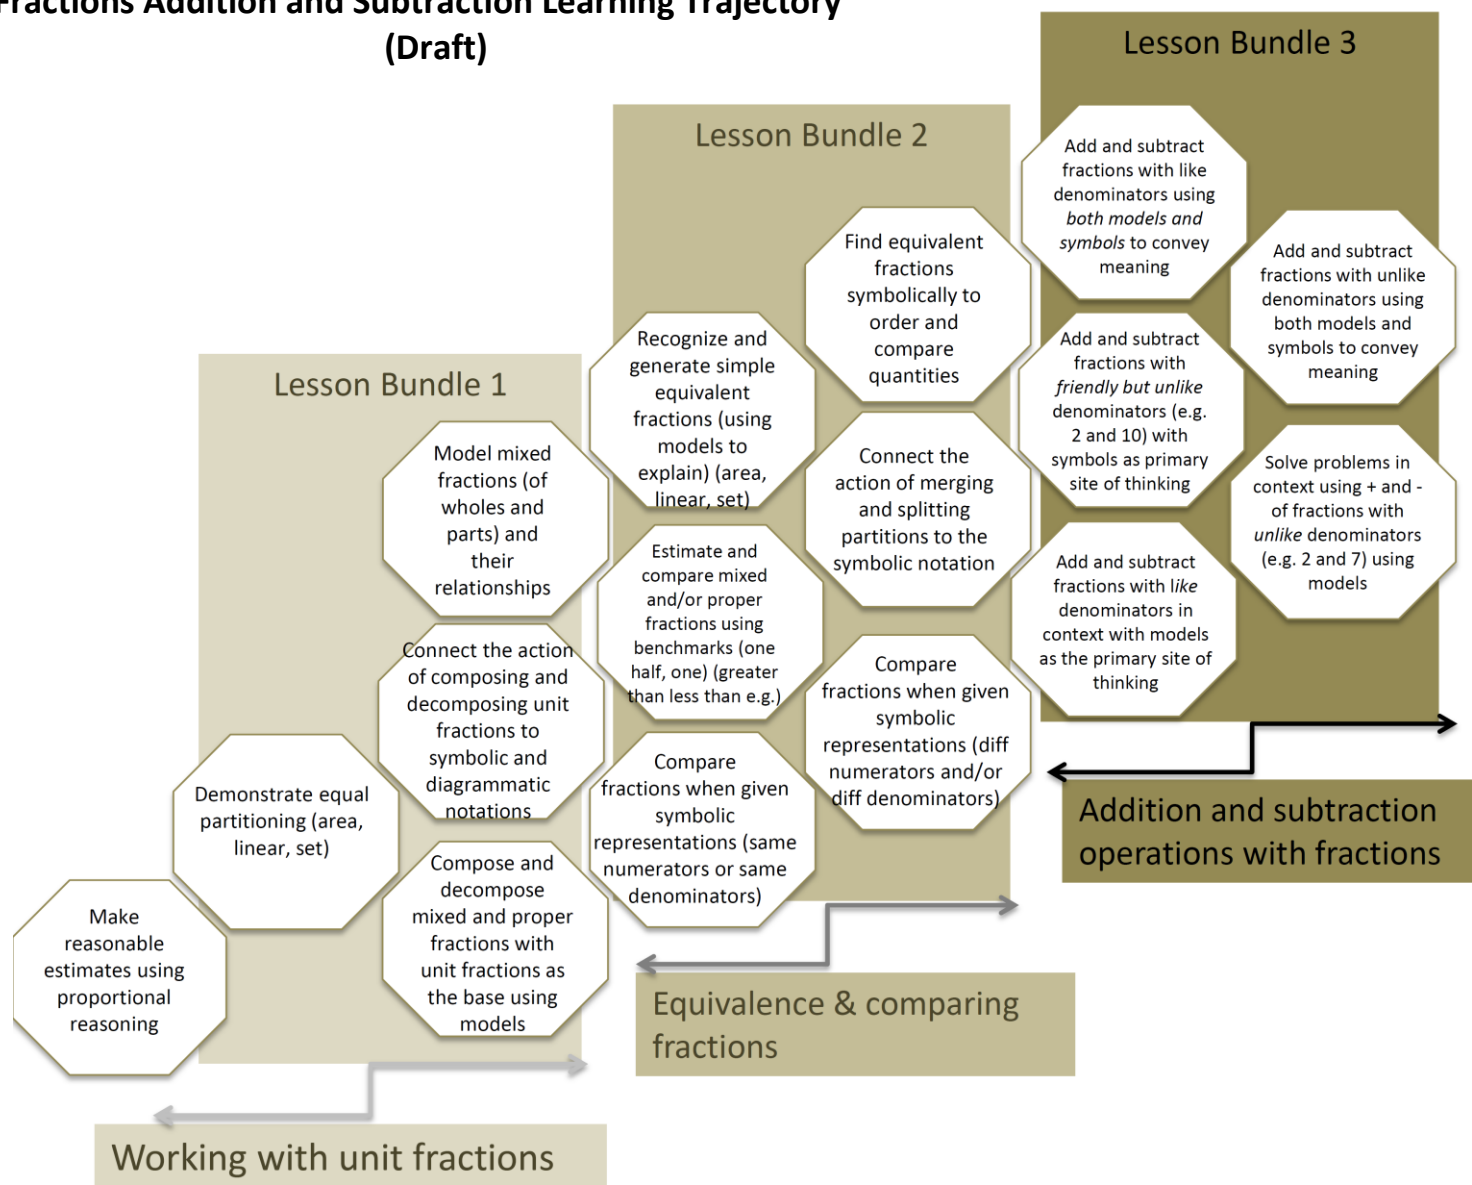 Fractions Addition and Subtraction Learning Trajectory
(Draft)
Lesson Bundle 1
Make
reasonable
estimates using
proportional
reasoning
Demonstrate equal
partitioning (area,
linear, set)
Model mixed
fractions (of
wholes and
parts) and
their
relationships
Connect the action
of composing and
decomposing unit
fractions to
symbolic and
diagrammatic
notations
Compose and
decompose
mixed and proper
fractions with
unit fractions as
the base using
models
Working with unit fractions
Lesson Bundle 2
Recognize and
generate simple
equivalent
fractions (using
models to
explain) (area,
linear, set)
Estimate and
compare mixed
and/or proper
fractions using
benchmarks (one
half, one) (greater
than less than e.g.)
Compare
fractions when given
symbolic
representations (same
numerators or same
denominators)
Find equivalent
fractions
symbolically to
order and
compare
quantities
Connect the
action of merging
and splitting
partitions to the
symbolic notation
Compare
fractions when given
symbolic
representations (diff
numerators and/or
diff denominators)
Equivalence & comparing
fractions
Lesson Bundle 3
Add and subtract
fractions with like
denominators using
both models and
symbols to convey
meaning
Add and subtract
fractions with
friendly but unlike
denominators (e.g.
2 and 10) with
symbols as primary
site of thinking
Add and subtract
fractions with like
denominators in
context with models
as the primary site of
thinking
Add and subtract
fractions with unlike
denominators using
both models and
symbols to convey
meaning
Solve problems in
context using + and -
of fractions with
unlike denominators
(e.g. 2 and 7) using
models
Addition and subtraction
operations with fractions